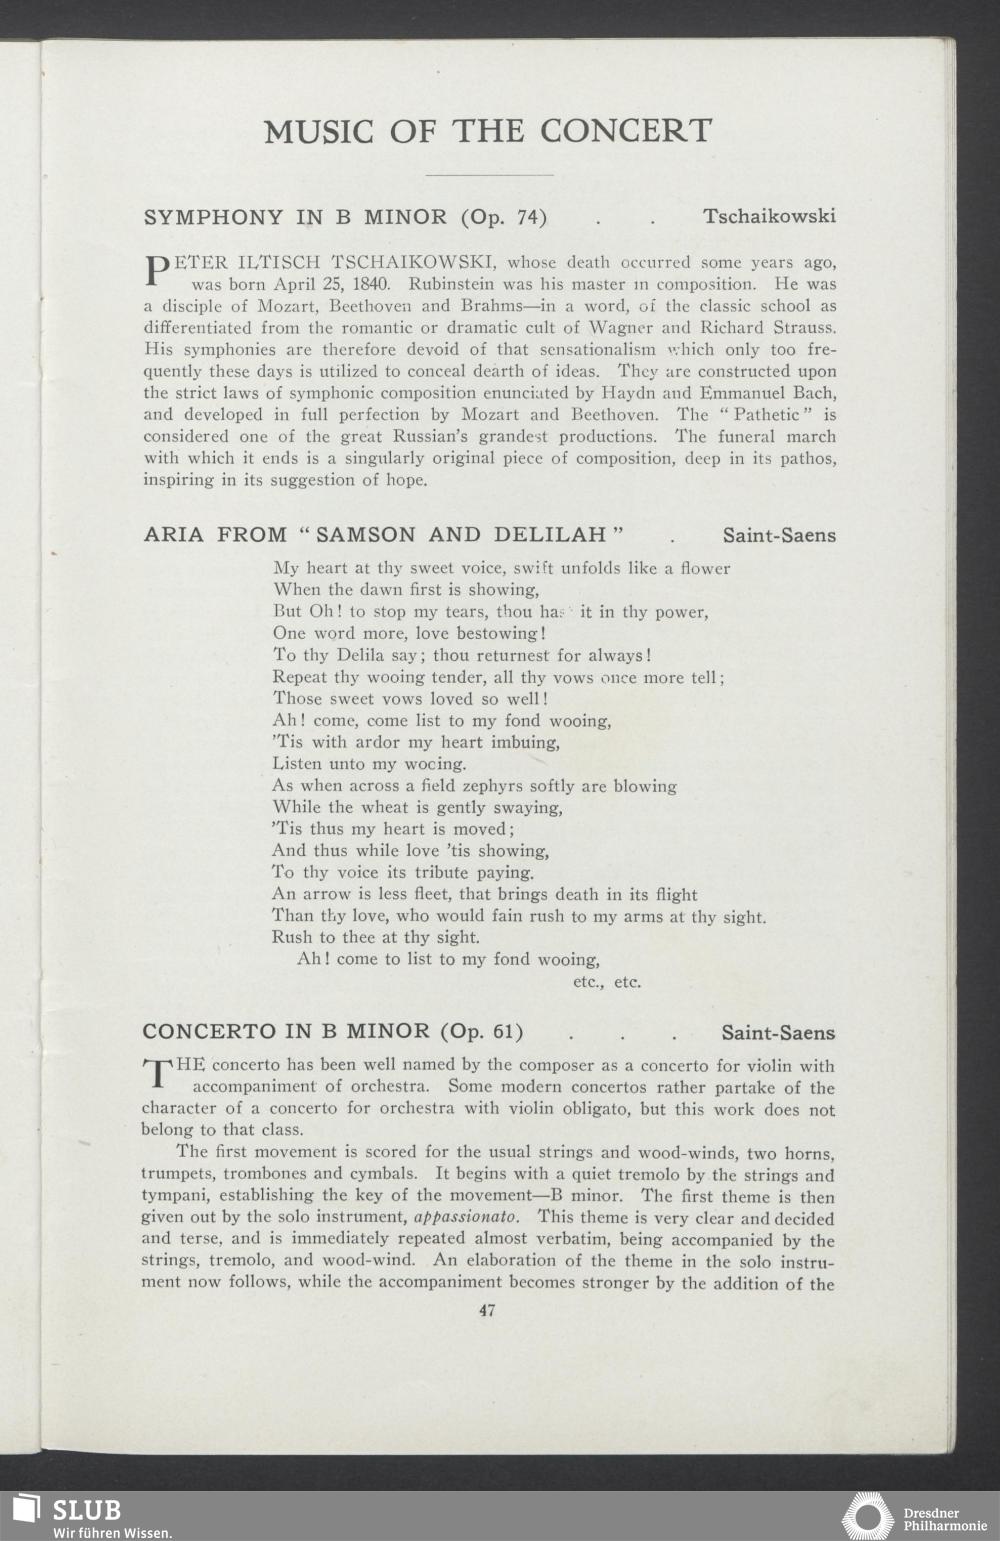 MUSIC OF THE CONCERT
SYMPHONY IN B MINOR (Op. 74) . . Tschaikowski
PETER ILTISCH TSCHAIKOWSKI, whose death occurred some years ago,
was born April 25, 1840. Rubinstein was his master in composition. He was
a disciple of Mozart, Beethoven and Brahms—in a word, of the classic school as
differentiated from the romantic or dramatic cult of Wagner and Richard Strauss.
His symphonies are therefore devoid of that sensationalism which only too fre-
quently these days is utilized to conceal dearth of ideas. They are constructed upon
the strict laws of symphonic composition enunciated by Haydn and Emmanuel Bach,
and developed in full perfection by Mozart and Beethoven. The “Pathetic” is
considered one of the great Russian’s grandest productions. The funeral march
with which it ends is a singularly original piece of composition, deep in its pathos,
inspiring in its suggestion of hope.
ARIA FROM “SAMSON AND DELILAH” . Saint-Saens
My heart at thy sweet voice, swift unfolds like a flower
When the dawn first is showing,
But Oh! to stop my tears, thou has it in thy power,
One word more, love bestowing!
To thy Delila say; thou returnest for always!
Repeat thy wooing tender, all thy vows once more tell;
Those sweet vows loved so well!
Ah! come, come list to my fond wooing,
’Tis with ardor my heart imbuing,
Listen unto my wooing.
As when across a field zephyrs softly are blowing
While the wheat is gently swaying,
’Tis thus my heart is moved;
And thus while love ’tis showing,
To thy voice its tribute paying.
An arrow is less fleet, that brings death in its flight
Than thy love, who would fain rush to my arms at thy sight.
Rush to thee at thy sight.
Ah! come to list to my fond wooing,
etc., etc.
CONCERTO IN B MINOR (Op. 61) . . . Saint-Saens
THE concerto has been well named by the composer as a concerto for violin with
accompaniment of orchestra. Some modern concertos rather partake of the
character of a concerto for orchestra with violin obligato, but this work does not
belong to that class.
The first movement is scored for the usual strings and wood-winds, two horns,
trumpets, trombones and cymbals. It begins with a quiet tremolo by the strings and
tympani, establishing the key of the movement—B minor. The first theme is then
given out by the solo instrument, appassionato. This theme is very clear and decided
and terse, and is immediately repeated almost verbatim, being accompanied by the
strings, tremolo, and wood-wind. An elaboration of the theme in the solo instru-
ment now follows, while the accompaniment becomes stronger by the addition of the
47
SLUB
Wir führen Wissen.
Dresdner
Philharmonie